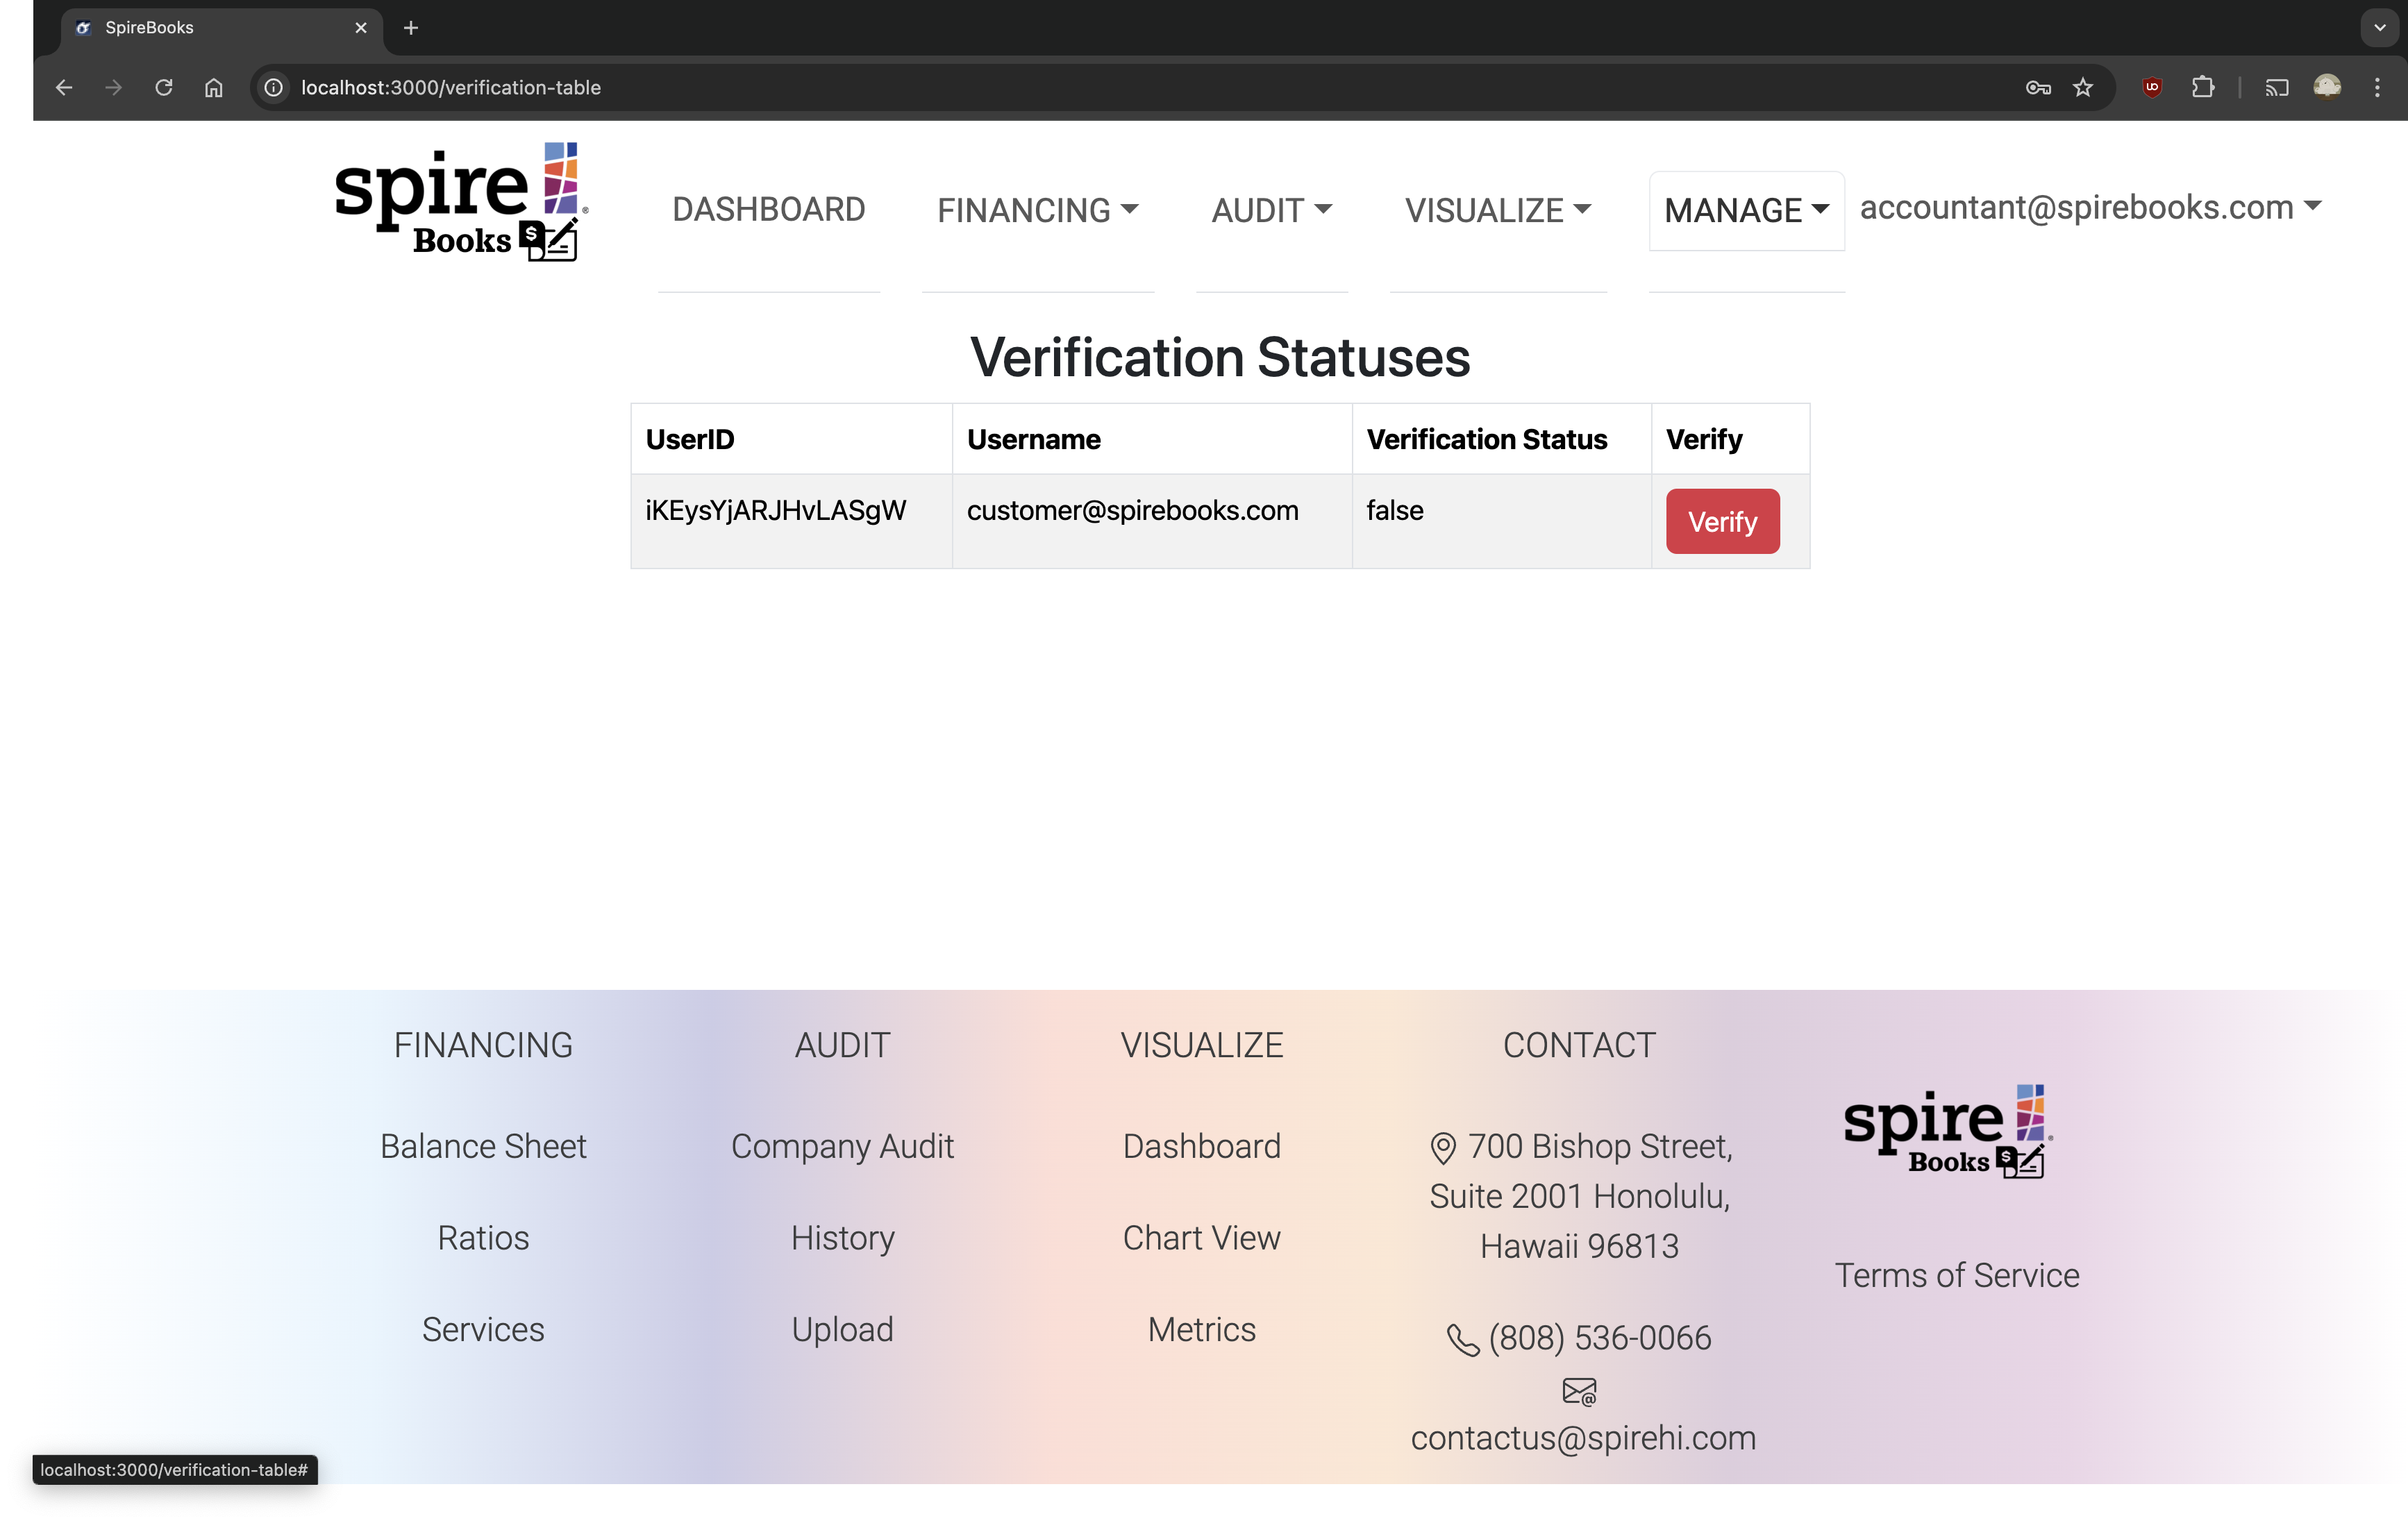 SpireBooks
localhost:3000/verification-table
spire
Books
DASHBOARD
FINANCING
AUDIT
VISUALIZE
MANAGE
accountant@spirebooks.com
Verification Statuses
UserID Username Verification Status Verify
iKEysYjARJHvLASgW customer@spirebooks.com false Verify
FINANCING
Balance Sheet
Ratios
Services
AUDIT
Company Audit
History
Upload
VISUALIZE
Dashboard
Chart View
Metrics
CONTACT
700 Bishop Street,
Suite 2001 Honolulu,
Hawaii 96813
(808) 536-0066
contactus@spirehi.com
spire
Books
Terms of Service
localhost:3000/verification-table#